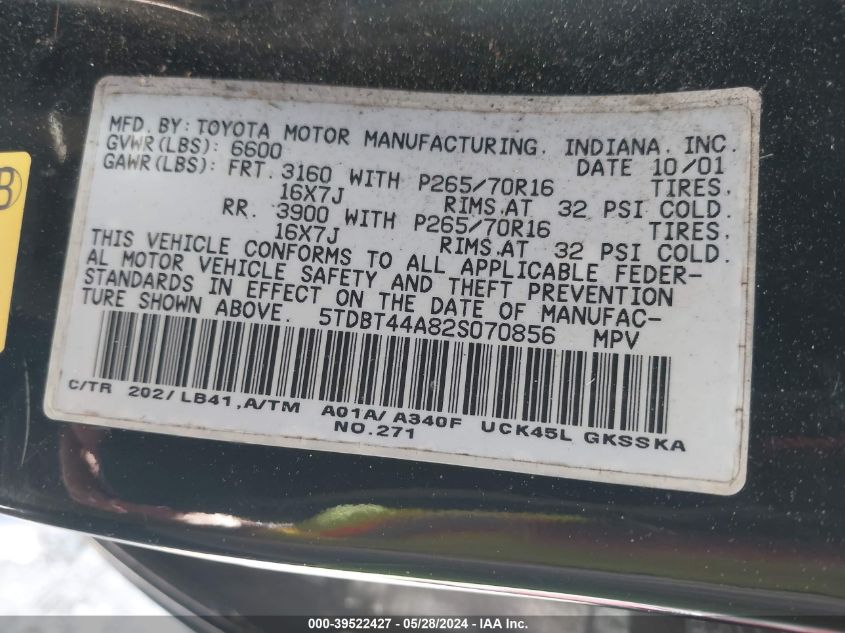 MFD. BY: TOYOTA MOTOR MANUFACTURING. INDIANA. INC.
GVWR(LBS): 6600 DATE 10/01
GAWR(LBS): FRT. 3160 WITH P265/70R16 TIRES.
16X7J RIMS.AT 32 PSI COLD.
RR. 3900 WITH P265/70R16 TIRES.
16X7J RIMS.AT 32 PSI COLD.
THIS VEHICLE CONFORMS TO ALL APPLICABLE FEDER-
AL MOTOR VEHICLE SAFETY AND THEFT PREVENTION
STANDARDS IN EFFECT ON THE DATE OF MANUFAC-
TURE SHOWN ABOVE. 5TDBT44A82S070856 MPV
C/TR 202/LB41,A/TM A01A/A340F UCK45L GKSSKA
NO.271
B
000-39522427 - 05/28/2024 - IAA Inc.